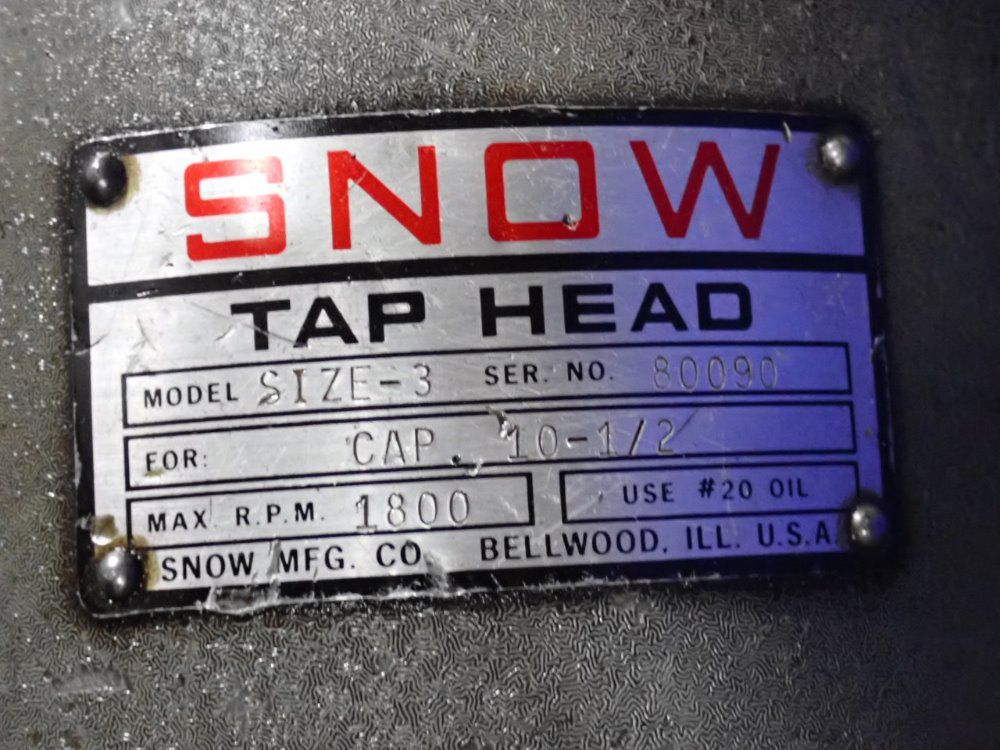 SNOW
TAP HEAD
MODEL SIZE-3 SER. NO. 80090
FOR: CAP. 10-1/2
MAX. R.P.M. 1800 USE #20 OIL
SNOW MFG. CO. BELLWOOD, ILL. U.S.A.